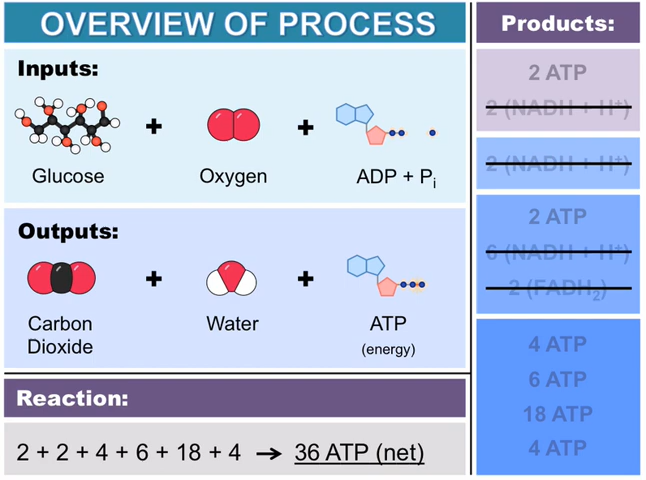 OVERVIEW OF PROCESS
Inputs:
+
+
Glucose
Oxygen
ADP + Pi
Outputs:
+
+
Carbon
Dioxide
Water
ATP
(energy)
Reaction:
2 + 2 + 4 + 6 + 18 + 4 → 36 ATP (net)
Products:
2 ATP
2 (NADH + H⁺)
2 (NADH + H⁺)
2 ATP
6 (NADH + H⁺)
2 (FADH₂)
4 ATP
6 ATP
18 ATP
4 ATP